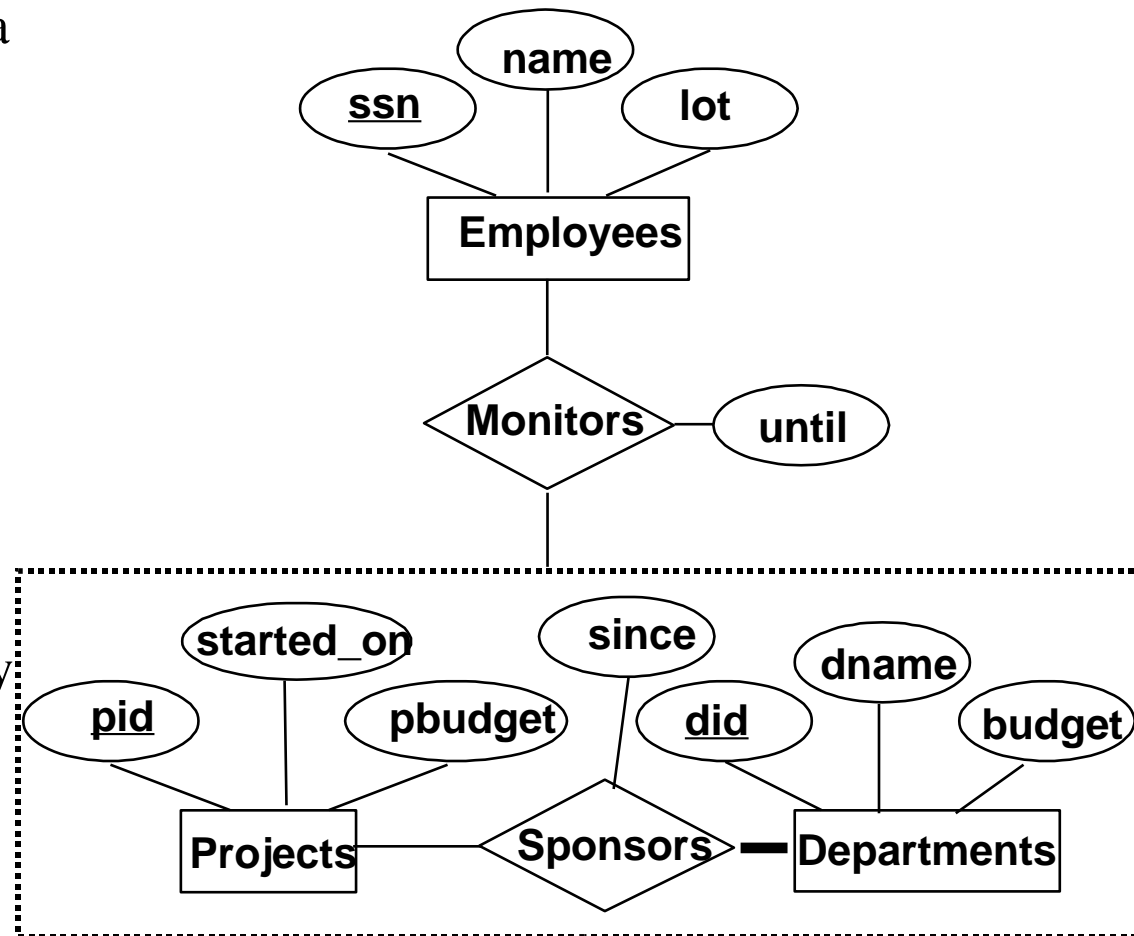 a
name
ssn
lot
Employees
Monitors
until
started_on
since
dname
y
pid
pbudget
did
budget
Projects
Sponsors
Departments